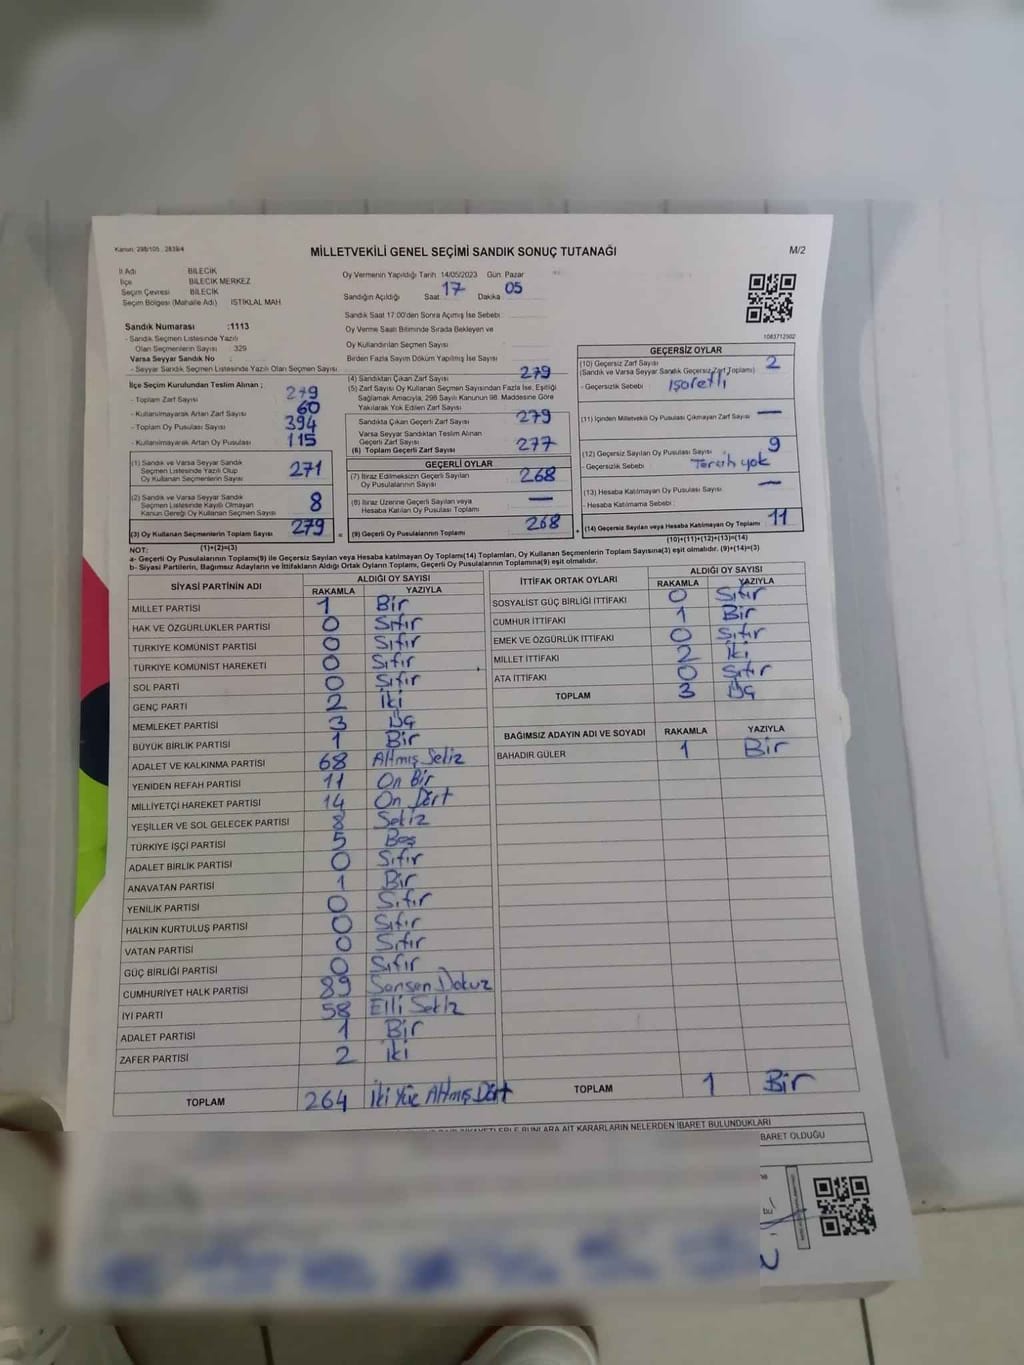 Kanun: 298/105 , 2839/4
MİLLETVEKİLİ GENEL SEÇİMİ SANDIK SONUÇ TUTANAĞI
M/2
İl Adı BİLECİK
İlçe BİLECİK MERKEZ
Seçim Çevresi BİLECİK
Seçim Bölgesi (Mahalle Adı) ISTIKLAL MAH
Sandık Numarası :1113
- Sandık Seçmen Listesinde Yazılı
Olan Seçmenlerin Sayısı : 329
Varsa Seyyar Sandık No :
- Seyyar Sandık Seçmen Listesinde Yazılı Olan Seçmen Sayısı
Oy Vermenin Yapıldığı Tarih 14/05/2023 Gün Pazar
Sandığın Açıldığı Saat 17 Dakika 05
Sandık Saat 17:00'den Sonra Açımış İse Sebebi
Oy Verme Saati Bitiminde Sırada Bekleyen ve
Oy Kullandırılan Seçmen Sayısı
Birden Fazla Sayım Döküm Yapılmış İse Sayısı
1083712502
İlçe Seçim Kurulundan Teslim Alınan ;
- Toplam Zarf Sayısı 279
- Kullanılmayarak Artan Zarf Sayısı 60
- Toplam Oy Pusulası Sayısı 394
- Kullanılmayarak Artan Oy Pusulası 115
(1) Sandık ve Varsa Seyyar Sandık
Seçmen Listesinde Yazılı Olup
Oy Kullanan Seçmenlerin Sayısı 271
(2) Sandık ve Varsa Seyyar Sandık
Seçmen Listesinde Kayıtlı Olmayan
Kanun Gereği Oy Kullanan Seçmen Sayısı 8
(3) Oy Kullanan Seçmenlerin Toplam Sayısı 279
(1)+(2)=(3)
(4) Sandıktan Çıkan Zarf Sayısı 279
(5) Zarf Sayısı Oy Kullanan Seçmen Sayısından Fazla İse, Eşitliği
Sağlamak Amacıyla, 298 Sayılı Kanunun 98. Maddesine Göre
Yakılarak Yok Edilen Zarf Sayısı
Sandıkta Çıkan Geçerli Zarf Sayısı 279
Varsa Seyyar Sandıktan Teslim Alınan
Geçerli Zarf Sayısı
(6) Toplam Geçerli Zarf Sayısı 277
GEÇERLİ OYLAR
(7) İtiraz Edilmeksizin Geçerli Sayılan
Oy Pusulasının Sayısı 268
(8) İtiraz Üzerine Geçerli Sayılan veya
Hesaba Katılan Oy Pusulası Toplamı —
(9) Geçerli Oy Pusulasının Toplamı 268
GEÇERSİZ OYLAR
(10) Geçersiz Zarf Sayısı 2
(Sandık ve Varsa Seyyar Sandık Geçersiz Zarf Toplamı)
- Geçersizlik Sebebi : işaretli
(11) İçinden Milletvekili Oy Pusulası Çıkmayan Zarf Sayısı —
(12) Geçersiz Sayılan Oy Pusulası Sayısı 9
- Geçersizlik Sebebi Tercih yok
(13) Hesaba Katılmayan Oy Pusulası Sayısı —
- Hesaba Katılmama Sebebi :
(14) Geçersiz Sayılan veya Hesaba Katılmayan Oy Toplamı 11
(10)+(11)+(12)+(13)=(14)
NOT:
a- Geçerli Oy Pusulalarının Toplam(9) ile Geçersiz Sayılan veya Hesaba katılmayan Oy Toplam(14) Toplamları, Oy Kullanan Seçmenlerin Toplam Sayısına(3) eşit olmalıdır. (9)+(14)=(3)
b- Siyasi Partilerin, Bağımsız Adayların ve İttifakların Aldığı Ortak Oyların Toplamı, Geçerli Oy Pusulalarının Toplamına(9) eşit olmalıdır.
SİYASİ PARTİNİN ADI ALDIĞI OY SAYISI
RAKAMLA YAZIYLA
MİLLET PARTİSİ 1 Bir
HAK VE ÖZGÜRLÜKLER PARTİSİ 0 Sıfır
TÜRKİYE KOMÜNİST PARTİSİ 0 Sıfır
TÜRKİYE KOMÜNİST HAREKETİ 0 Sıfır
SOL PARTİ 0 Sıfır
GENÇ PARTİ 2 iki
MEMLEKET PARTİSİ 3 Üç
BÜYÜK BİRLİK PARTİSİ 1 Bir
ADALET VE KALKINMA PARTİSİ 68 Altmış Sekiz
YENİDEN REFAH PARTİSİ 11 On Bir
MİLLİYETÇİ HAREKET PARTİSİ 14 On Dört
YEŞİLLER VE SOL GELECEK PARTİSİ 8 Sekiz
TÜRKİYE İŞÇİ PARTİSİ 5 Beş
ADALET BİRLİK PARTİSİ 0 Sıfır
ANAVATAN PARTİSİ 1 Bir
YENİLİK PARTİSİ 0 Sıfır
HALKIN KURTULUŞ PARTİSİ 0 Sıfır
VATAN PARTİSİ 0 Sıfır
GÜÇ BİRLİĞİ PARTİSİ 0 Sıfır
CUMHURİYET HALK PARTİSİ 89 Sensen Dokuz
İYİ PARTİ 58 Elli Sekiz
ADALET PARTİSİ 1 Bir
ZAFER PARTİSİ 2 iki
TOPLAM 264 İki Yüz Altmış Dört
İTTİFAK ORTAK OYLARI ALDIĞI OY SAYISI
RAKAMLA YAZIYLA
SOSYALİST GÜÇ BİRLİĞİ İTTİFAKI 0 Sıfır
CUMHUR İTTİFAKI 1 Bir
EMEK VE ÖZGÜRLÜK İTTİFAKI 0 Sıfır
MİLLET İTTİFAKI 2 iki
ATA İTTİFAKI 0 Sıfır
TOPLAM 3 Üç
BAĞIMSIZ ADAYIN ADI VE SOYADI RAKAMLA YAZIYLA
BAHADIR GÜLER 1 Bir
TOPLAM 1 Bir
BUNLARA AİT KARARLARIN NELERDEN İBARET BULUNDUKLARI
BARET OLDUĞU
bu